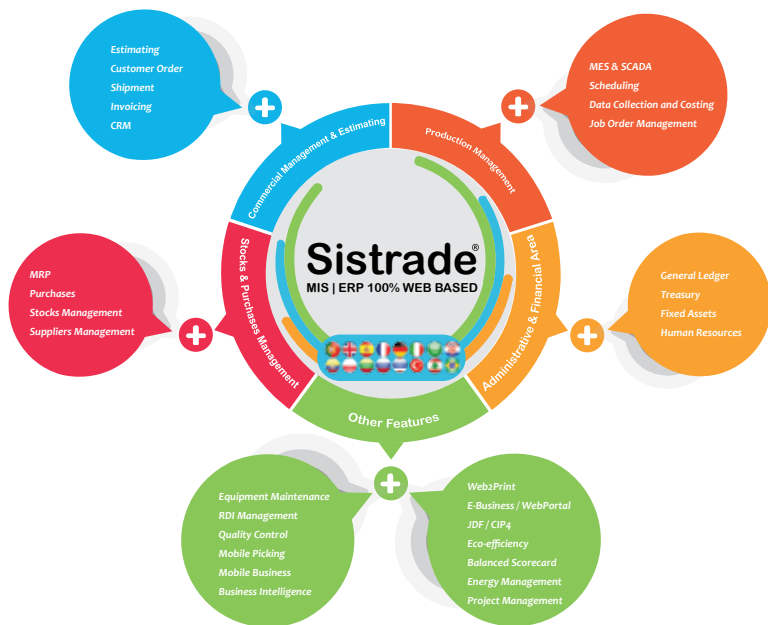 Estimating
Customer Order
Shipment
Invoicing
CRM
MES & SCADA
Scheduling
Data Collection and Costing
Job Order Management
Commercial Management & Estimating
Production Management
Stocks & Purchases Management
Administrative & Financial Area
Other Features
Sistrade®
MIS | ERP 100% WEB BASED
MRP
Purchases
Stocks Management
Suppliers Management
General Ledger
Treasury
Fixed Assets
Human Resources
Equipment Maintenance
RDI Management
Quality Control
Mobile Picking
Mobile Business
Business Intelligence
Web2Print
E-Business / WebPortal
JDF / CIP4
Eco-efficiency
Balanced Scorecard
Energy Management
Project Management